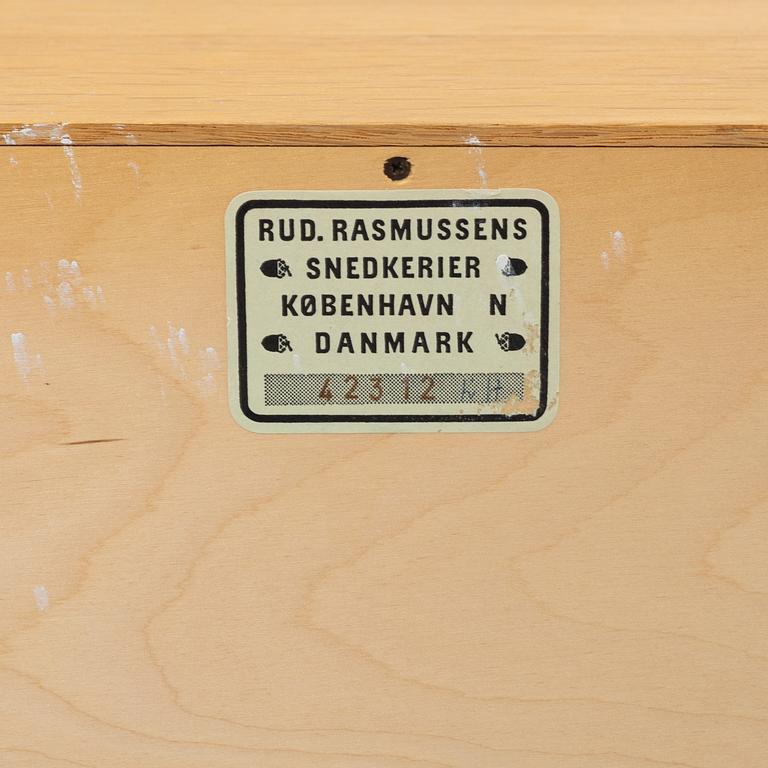 RUD. RASMUSSENS
SNEDKERIER
KØBENHAVN N
DANMARK
42312